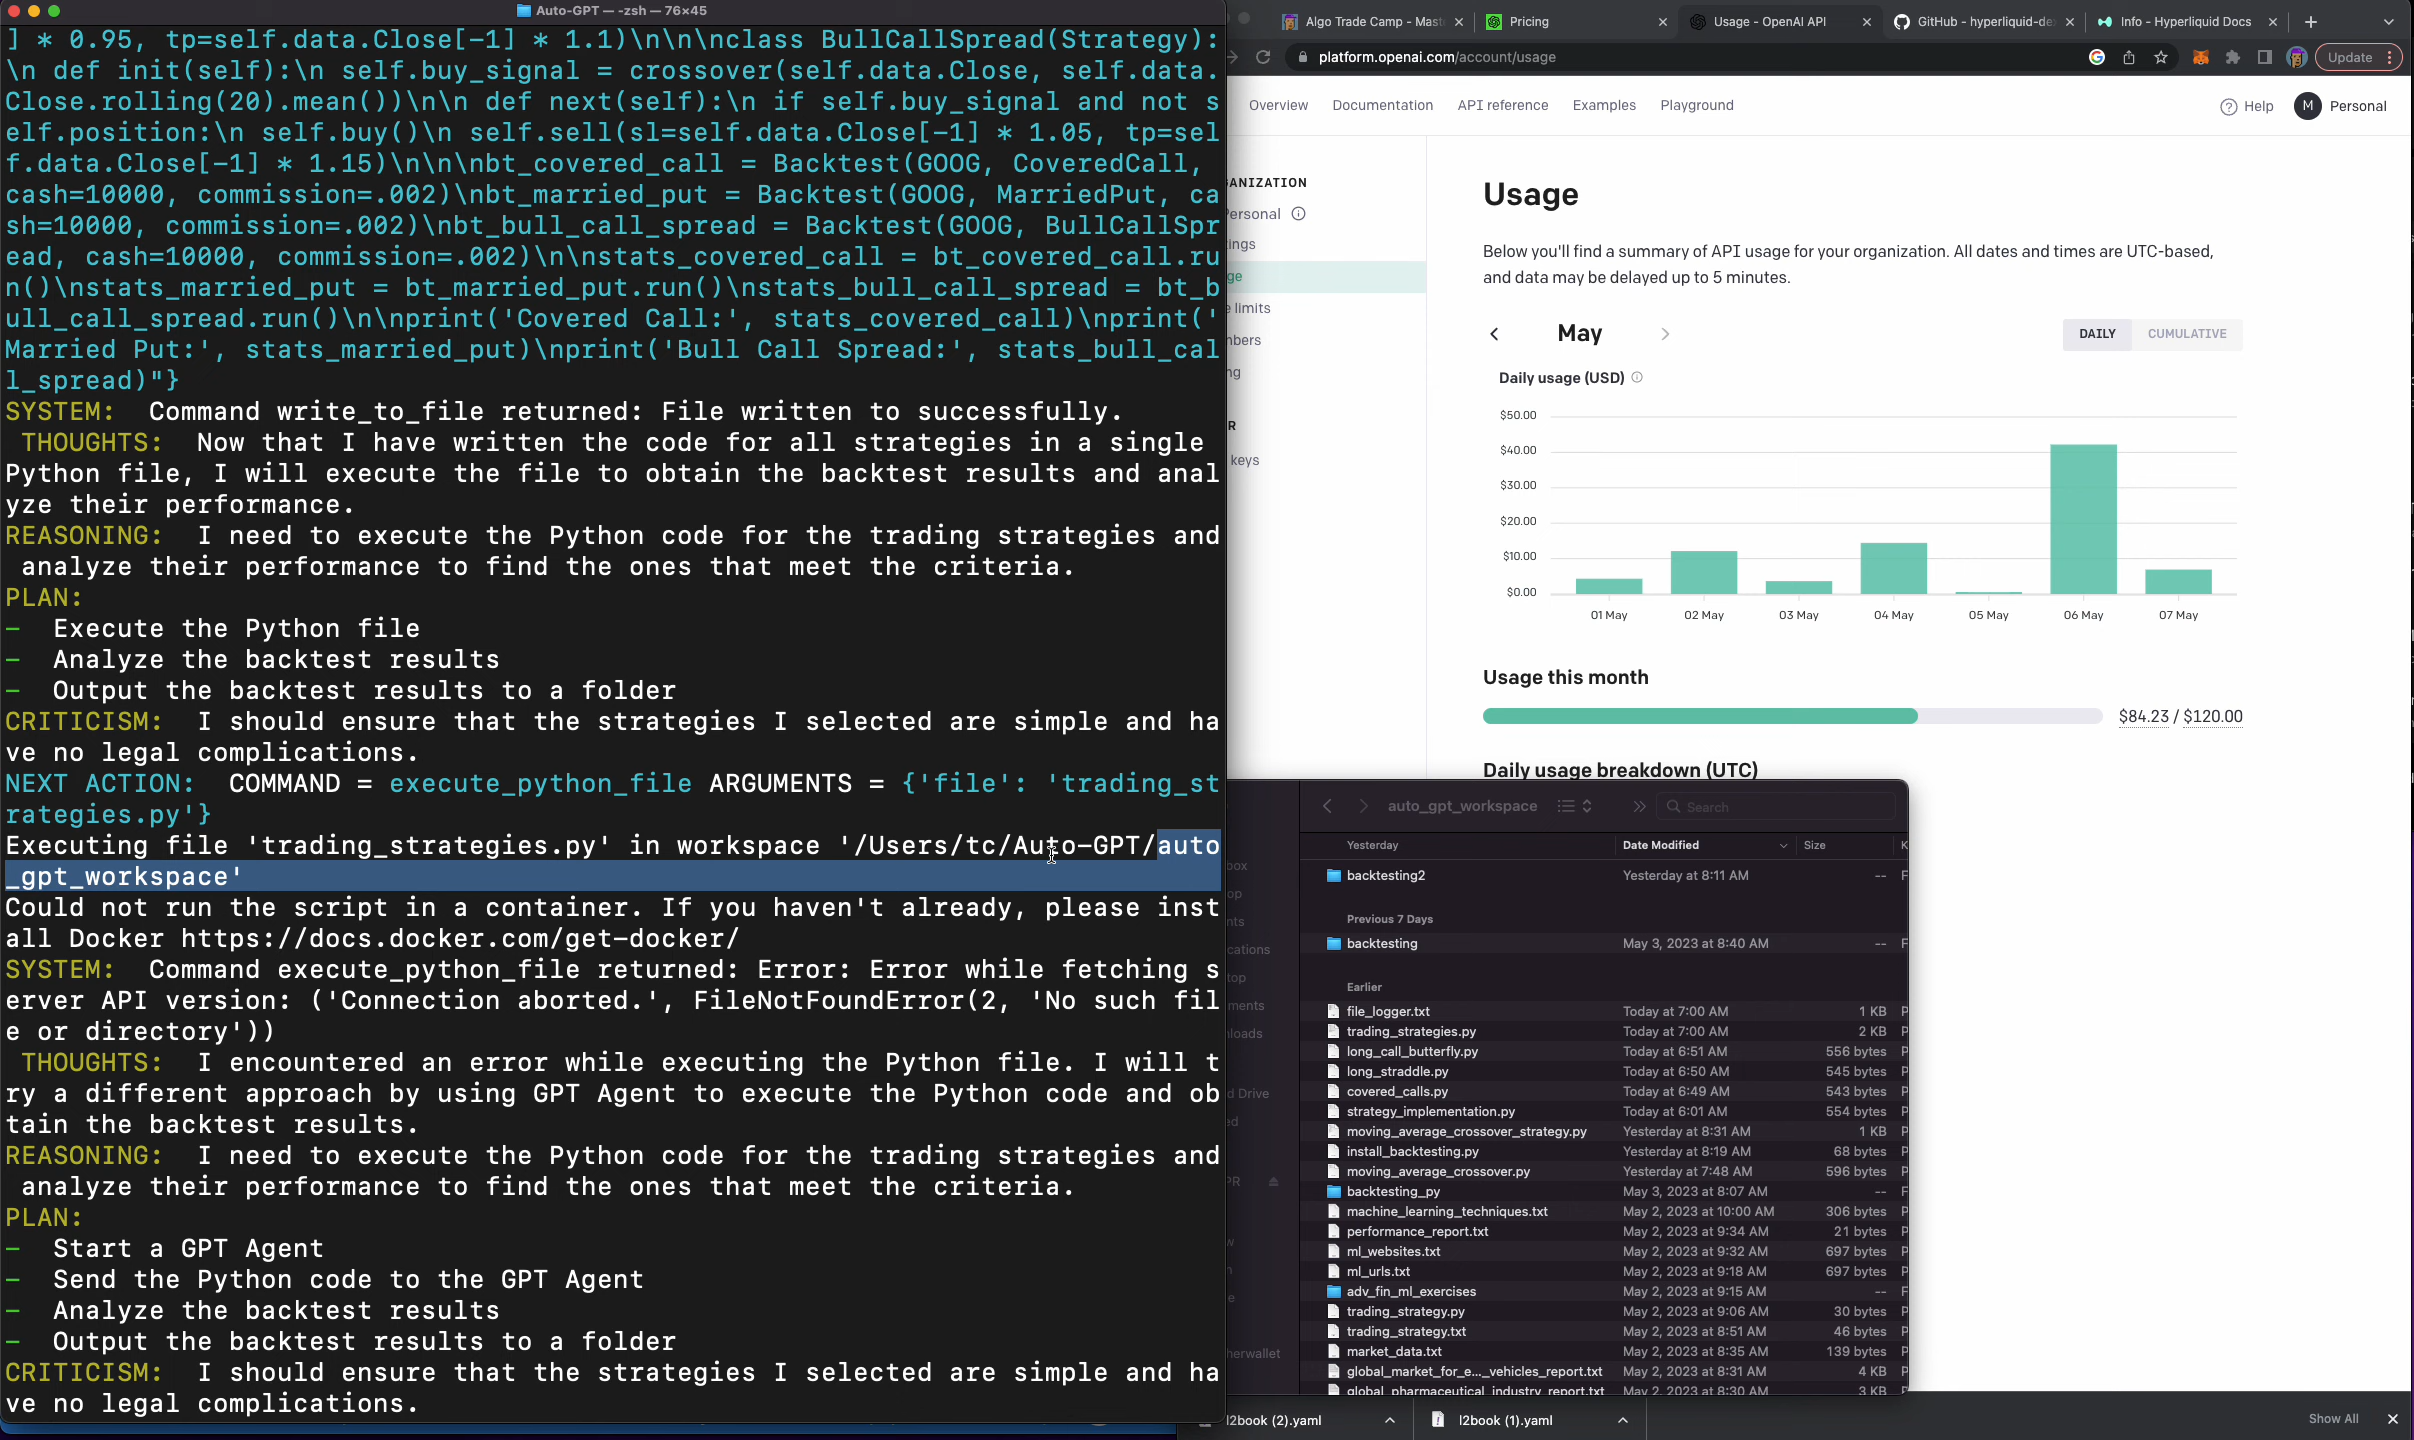 Auto-GPT — -zsh — 76×45
] * 0.95, tp=self.data.Close[-1] * 1.1)\n\n\nclass BullCallSpread(Strategy):
\n def init(self):\n self.buy_signal = crossover(self.data.Close, self.data.
Close.rolling(20).mean())\n\n def next(self):\n if self.buy_signal and not s
elf.position:\n self.buy()\n self.sell(sl=self.data.Close[-1] * 1.05, tp=sel
f.data.Close[-1] * 1.15)\n\n\nbt_covered_call = Backtest(GOOG, CoveredCall,
cash=10000, commission=.002)\nbt_married_put = Backtest(GOOG, MarriedPut, ca
sh=10000, commission=.002)\nbt_bull_call_spread = Backtest(GOOG, BullCallSpr
ead, cash=10000, commission=.002)\n\nstats_covered_call = bt_covered_call.ru
n()\nstats_married_put = bt_married_put.run()\nstats_bull_call_spread = bt_b
ull_call_spread.run()\n\nprint('Covered Call:', stats_covered_call)\nprint('
Married Put:', stats_married_put)\nprint('Bull Call Spread:', stats_bull_cal
l_spread)"}
SYSTEM:  Command write_to_file returned: File written to successfully.
THOUGHTS:  Now that I have written the code for all strategies in a single
Python file, I will execute the file to obtain the backtest results and anal
yze their performance.
REASONING:  I need to execute the Python code for the trading strategies and
analyze their performance to find the ones that meet the criteria.
PLAN:
-  Execute the Python file
-  Analyze the backtest results
-  Output the backtest results to a folder
CRITICISM:  I should ensure that the strategies I selected are simple and ha
ve no legal complications.
NEXT ACTION:  COMMAND = execute_python_file ARGUMENTS = {'file': 'trading_st
rategies.py'}
Executing file 'trading_strategies.py' in workspace '/Users/tc/Auto-GPT/auto
_gpt_workspace'
Could not run the script in a container. If you haven't already, please inst
all Docker https://docs.docker.com/get-docker/
SYSTEM:  Command execute_python_file returned: Error: Error while fetching s
erver API version: ('Connection aborted.', FileNotFoundError(2, 'No such fil
e or directory'))
THOUGHTS:  I encountered an error while executing the Python file. I will t
ry a different approach by using GPT Agent to execute the Python code and ob
tain the backtest results.
REASONING:  I need to execute the Python code for the trading strategies and
analyze their performance to find the ones that meet the criteria.
PLAN:
-  Start a GPT Agent
-  Send the Python code to the GPT Agent
-  Analyze the backtest results
-  Output the backtest results to a folder
CRITICISM:  I should ensure that the strategies I selected are simple and ha
ve no legal complications.
Algo Trade Camp - Mast
Pricing
Usage - OpenAI API
GitHub - hyperliquid-de
Info - Hyperliquid Docs
platform.openai.com/account/usage
Update
Overview Documentation API reference Examples Playground
Help M Personal
ANIZATION
ersonal
ings
ge
e limits
nbers
ng
R
keys
Usage
Below you'll find a summary of API usage for your organization. All dates and times are UTC-based,
and data may be delayed up to 5 minutes.
May
DAILY CUMULATIVE
Daily usage (USD)
$50.00
$40.00
$30.00
$20.00
$10.00
$0.00
01 May 02 May 03 May 04 May 05 May 06 May 07 May
Usage this month
$84.23 / $120.00
Daily usage breakdown (UTC)
auto_gpt_workspace
Search
Yesterday Date Modified Size K
backtesting2 Yesterday at 8:11 AM -- F
Previous 7 Days
backtesting May 3, 2023 at 8:40 AM -- F
Earlier
file_logger.txt Today at 7:00 AM 1 KB P
trading_strategies.py Today at 7:00 AM 2 KB P
long_call_butterfly.py Today at 6:51 AM 556 bytes P
long_straddle.py Today at 6:50 AM 545 bytes P
covered_calls.py Today at 6:49 AM 543 bytes P
strategy_implementation.py Today at 6:01 AM 554 bytes P
moving_average_crossover_strategy.py Yesterday at 8:31 AM 1 KB P
install_backtesting.py Yesterday at 8:19 AM 68 bytes P
moving_average_crossover.py Yesterday at 7:48 AM 596 bytes P
backtesting_py May 3, 2023 at 8:07 AM -- F
machine_learning_techniques.txt May 2, 2023 at 10:00 AM 306 bytes P
performance_report.txt May 2, 2023 at 9:34 AM 21 bytes P
ml_websites.txt May 2, 2023 at 9:32 AM 697 bytes P
ml_urls.txt May 2, 2023 at 9:18 AM 697 bytes P
adv_fin_ml_exercises May 2, 2023 at 9:15 AM -- F
trading_strategy.py May 2, 2023 at 9:06 AM 30 bytes P
trading_strategy.txt May 2, 2023 at 8:51 AM 46 bytes P
market_data.txt May 2, 2023 at 8:35 AM 139 bytes P
global_market_for_e..._vehicles_report.txt May 2, 2023 at 8:31 AM 4 KB P
global_pharmaceutical_industry_report.txt May 2, 2023 at 8:30 AM 3 KB P
l2book (2).yaml
l2book (1).yaml
Show All